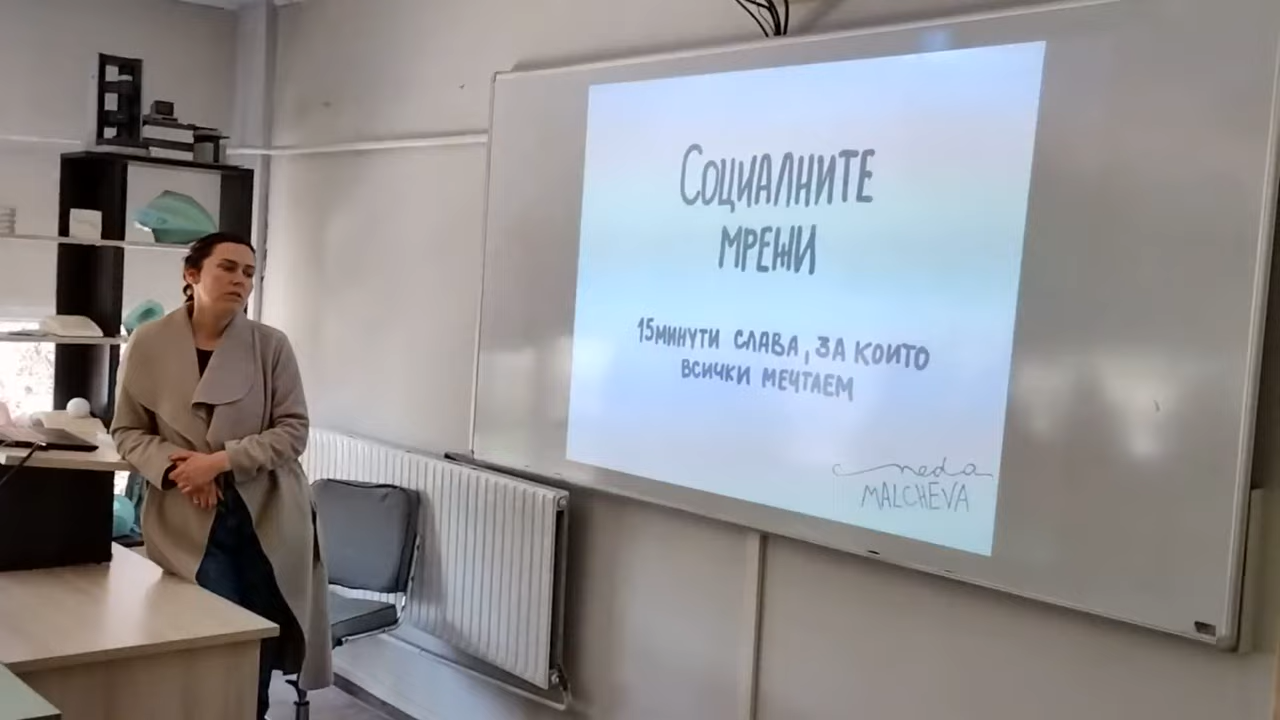 СОЦИАЛНИТЕ
МРЕЖИ
15МИНУТИ СЛАВА, ЗА КОИТО
ВСИЧКИ МЕЧТАЕМ
neda
MALCHEVA